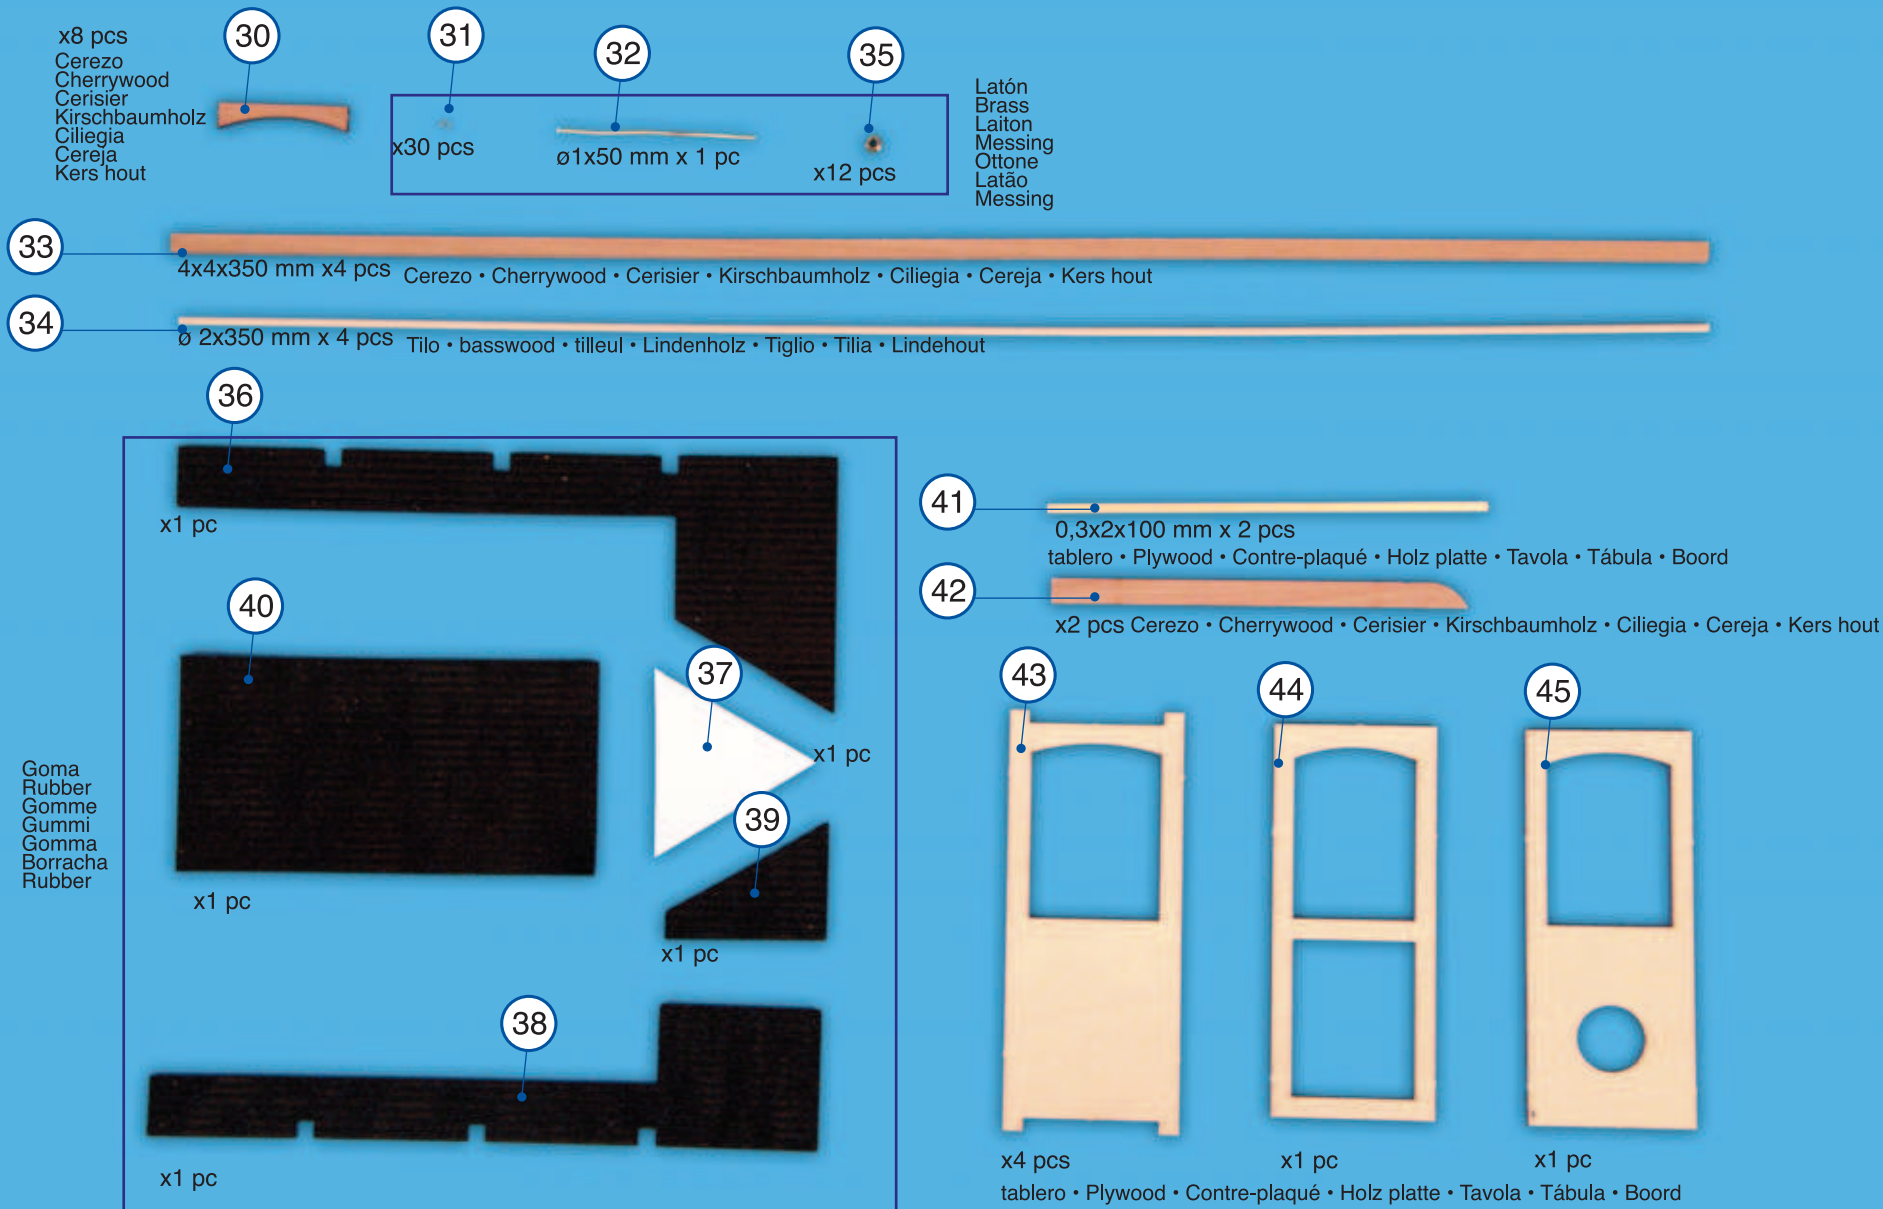 x8 pcs
Cerezo
Cherrywood
Cerisier
Kirschbaumholz
Ciliegia
Cereja
Kers hout
30
31
x30 pcs
32
ø1x50 mm x 1 pc
35
x12 pcs
Latón
Brass
Laiton
Messing
Ottone
Latão
Messing
33
4x4x350 mm x4 pcs Cerezo • Cherrywood • Cerisier • Kirschbaumholz • Ciliegia • Cereja • Kers hout
34
ø 2x350 mm x 4 pcs Tilo • basswood • tilleul • Lindenholz • Tiglio • Tilia • Lindehout
36
x1 pc
40
x1 pc
37
x1 pc
39
x1 pc
38
x1 pc
Goma
Rubber
Gomme
Gummi
Gomma
Borracha
Rubber
41
0,3x2x100 mm x 2 pcs
tablero • Plywood • Contre-plaqué • Holz platte • Tavola • Tábula • Boord
42
x2 pcs Cerezo • Cherrywood • Cerisier • Kirschbaumholz • Ciliegia • Cereja • Kers hout
43
44
45
x4 pcs
x1 pc
x1 pc
tablero • Plywood • Contre-plaqué • Holz platte • Tavola • Tábula • Boord